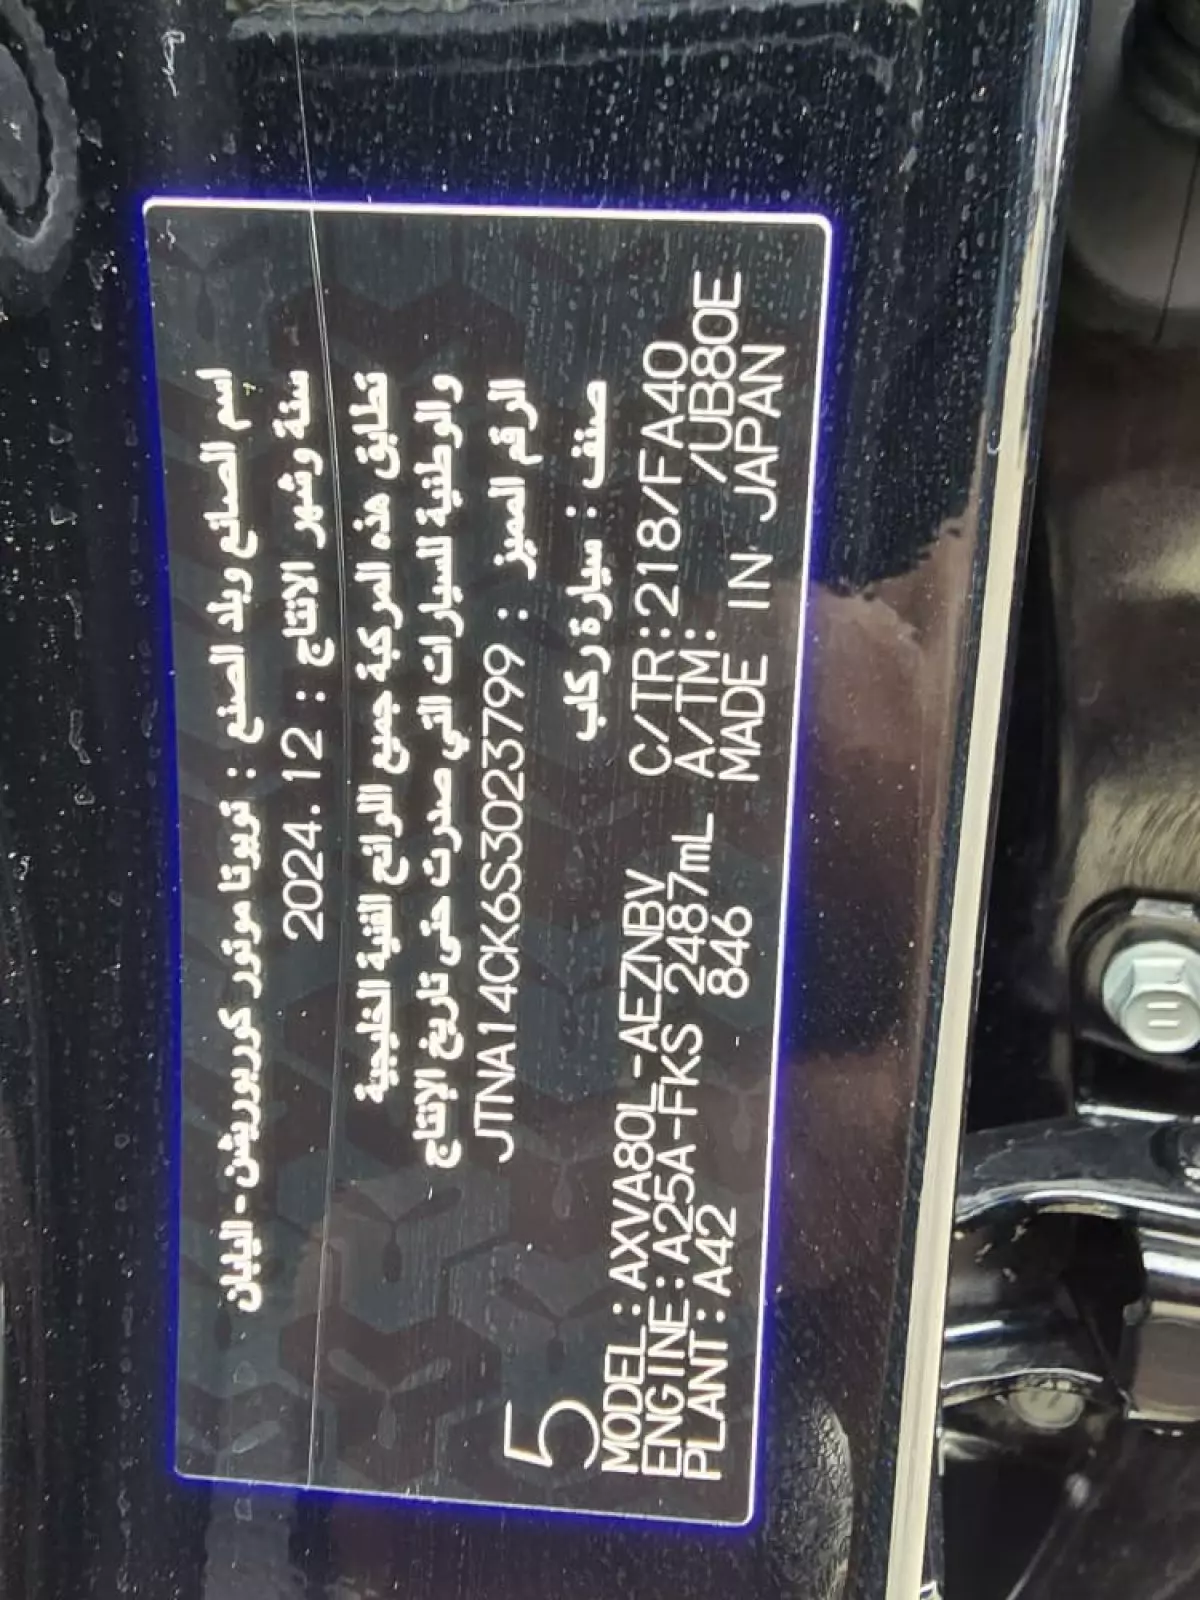 اسم الصانع وبلد الصنع : تويوتا موتور كوربوريشن - اليابان
سنة وشهر الانتاج : 2024.12
تطابق هذه المركبة جميع اللوائح الفنية الخليجية
والوطنية للسيارات التي صدرت حتى تاريخ الإنتاج
الرقم المميز : JTNA14CK6S3023799
5 صنف : سيارة ركاب
MODEL:AXVA80L-AEZNBV C/TR:218/FA40
ENGINE:A25A-FKS 2487mL A/TM: /UB80E
PLANT:A42 846 MADE IN JAPAN